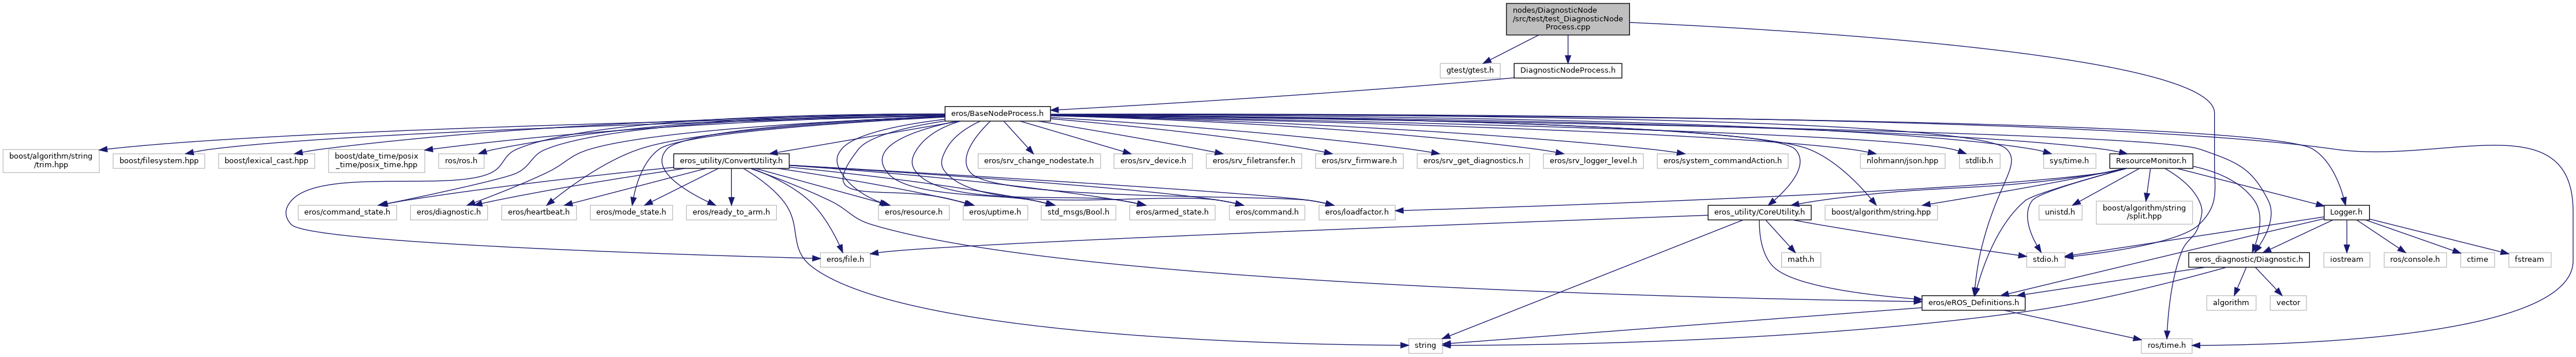 nodes/DiagnosticNode
/src/test/test_DiagnosticNode
Process.cpp
gtest/gtest.h
DiagnosticNodeProcess.h
eros/BaseNodeProcess.h
boost/algorithm/string
/trim.hpp
boost/filesystem.hpp
boost/lexical_cast.hpp
boost/date_time/posix
_time/posix_time.hpp
ros/ros.h
eros_utility/ConvertUtility.h
eros/srv_change_nodestate.h
eros/srv_device.h
eros/srv_filetransfer.h
eros/srv_firmware.h
eros/srv_get_diagnostics.h
eros/srv_logger_level.h
eros/system_commandAction.h
nlohmann/json.hpp
stdlib.h
sys/time.h
ResourceMonitor.h
eros/command_state.h
eros/diagnostic.h
eros/heartbeat.h
eros/mode_state.h
eros/ready_to_arm.h
eros/resource.h
eros/uptime.h
std_msgs/Bool.h
eros/armed_state.h
eros/command.h
eros/loadfactor.h
eros_utility/CoreUtility.h
boost/algorithm/string.hpp
unistd.h
boost/algorithm/string
/split.hpp
Logger.h
eros/file.h
math.h
stdio.h
eros_diagnostic/Diagnostic.h
iostream
ros/console.h
ctime
fstream
eros/eROS_Definitions.h
algorithm
vector
string
ros/time.h